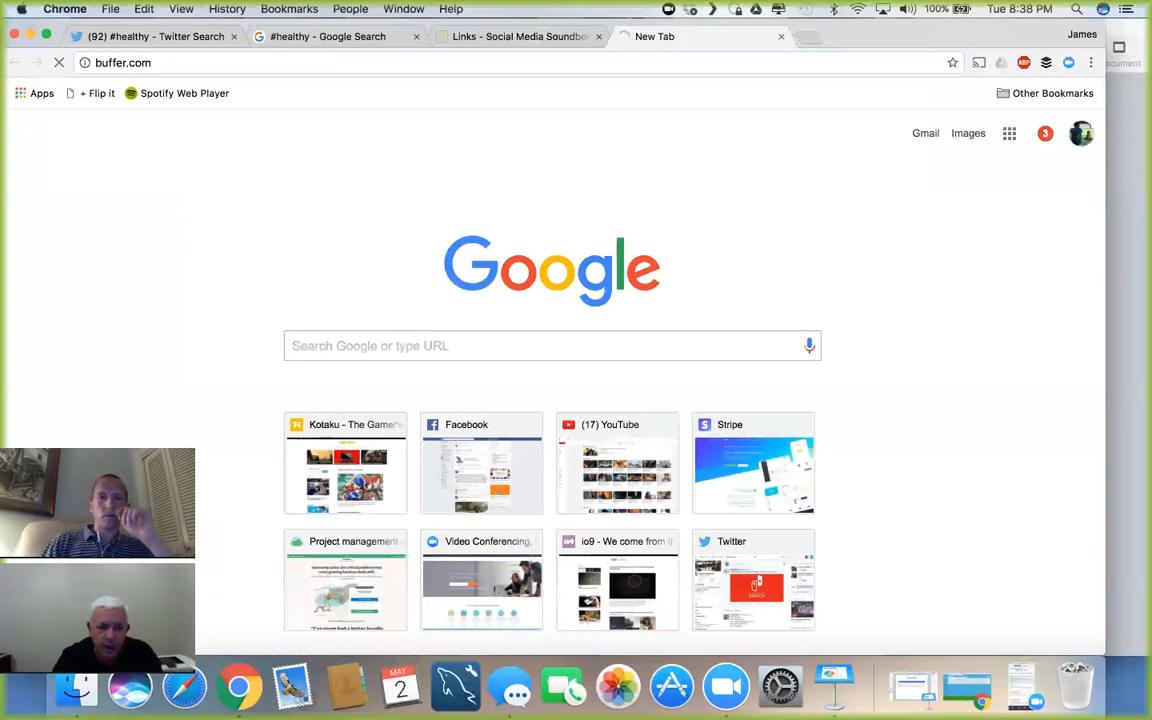 Chrome File Edit View History Bookmarks People Window Help 100% Tue 8:38 PM
(92) #healthy - Twitter Search #healthy - Google Search Links - Social Media Soundbo New Tab James
buffer.com
ocument
Apps + Flip it Spotify Web Player Other Bookmarks
Gmail Images 3
Google
Search Google or type URL
Kotaku - The Gamer's Facebook (17) YouTube Stripe
Project management Video Conferencing, io9 - We come from t Twitter
MAY
2